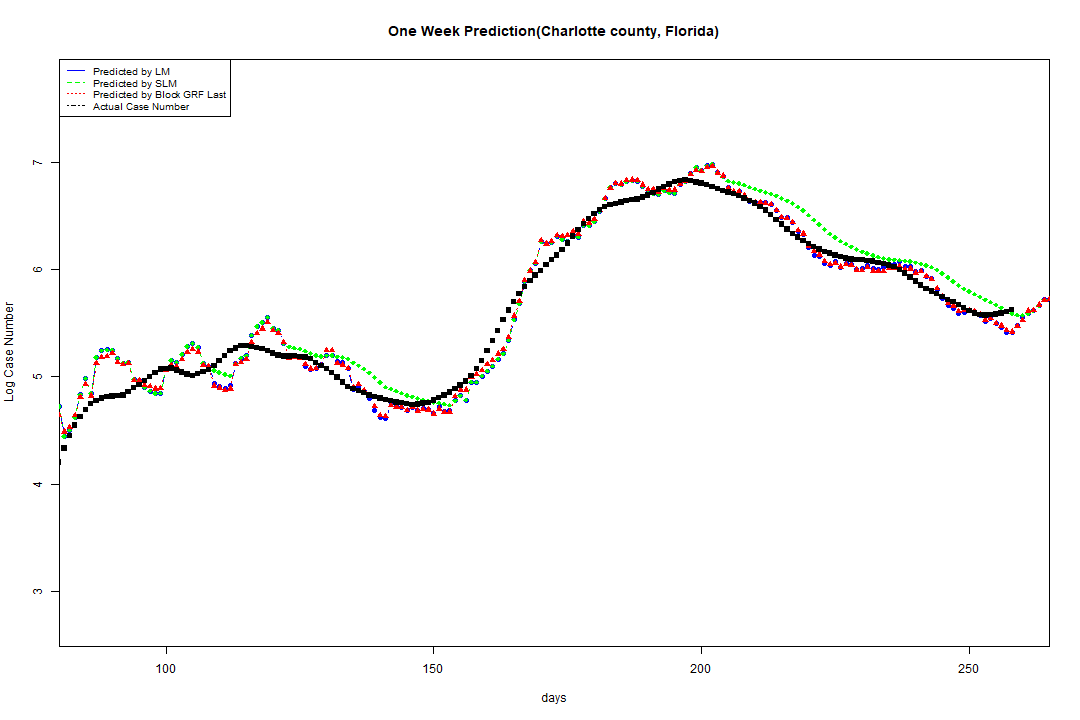 One Week Prediction(Charlotte county, Florida)
Predicted by LM
Predicted by SLM
Predicted by Block GRF Last
Actual Case Number
7
6
5
4
3
Log Case Number
100 150 200 250
days